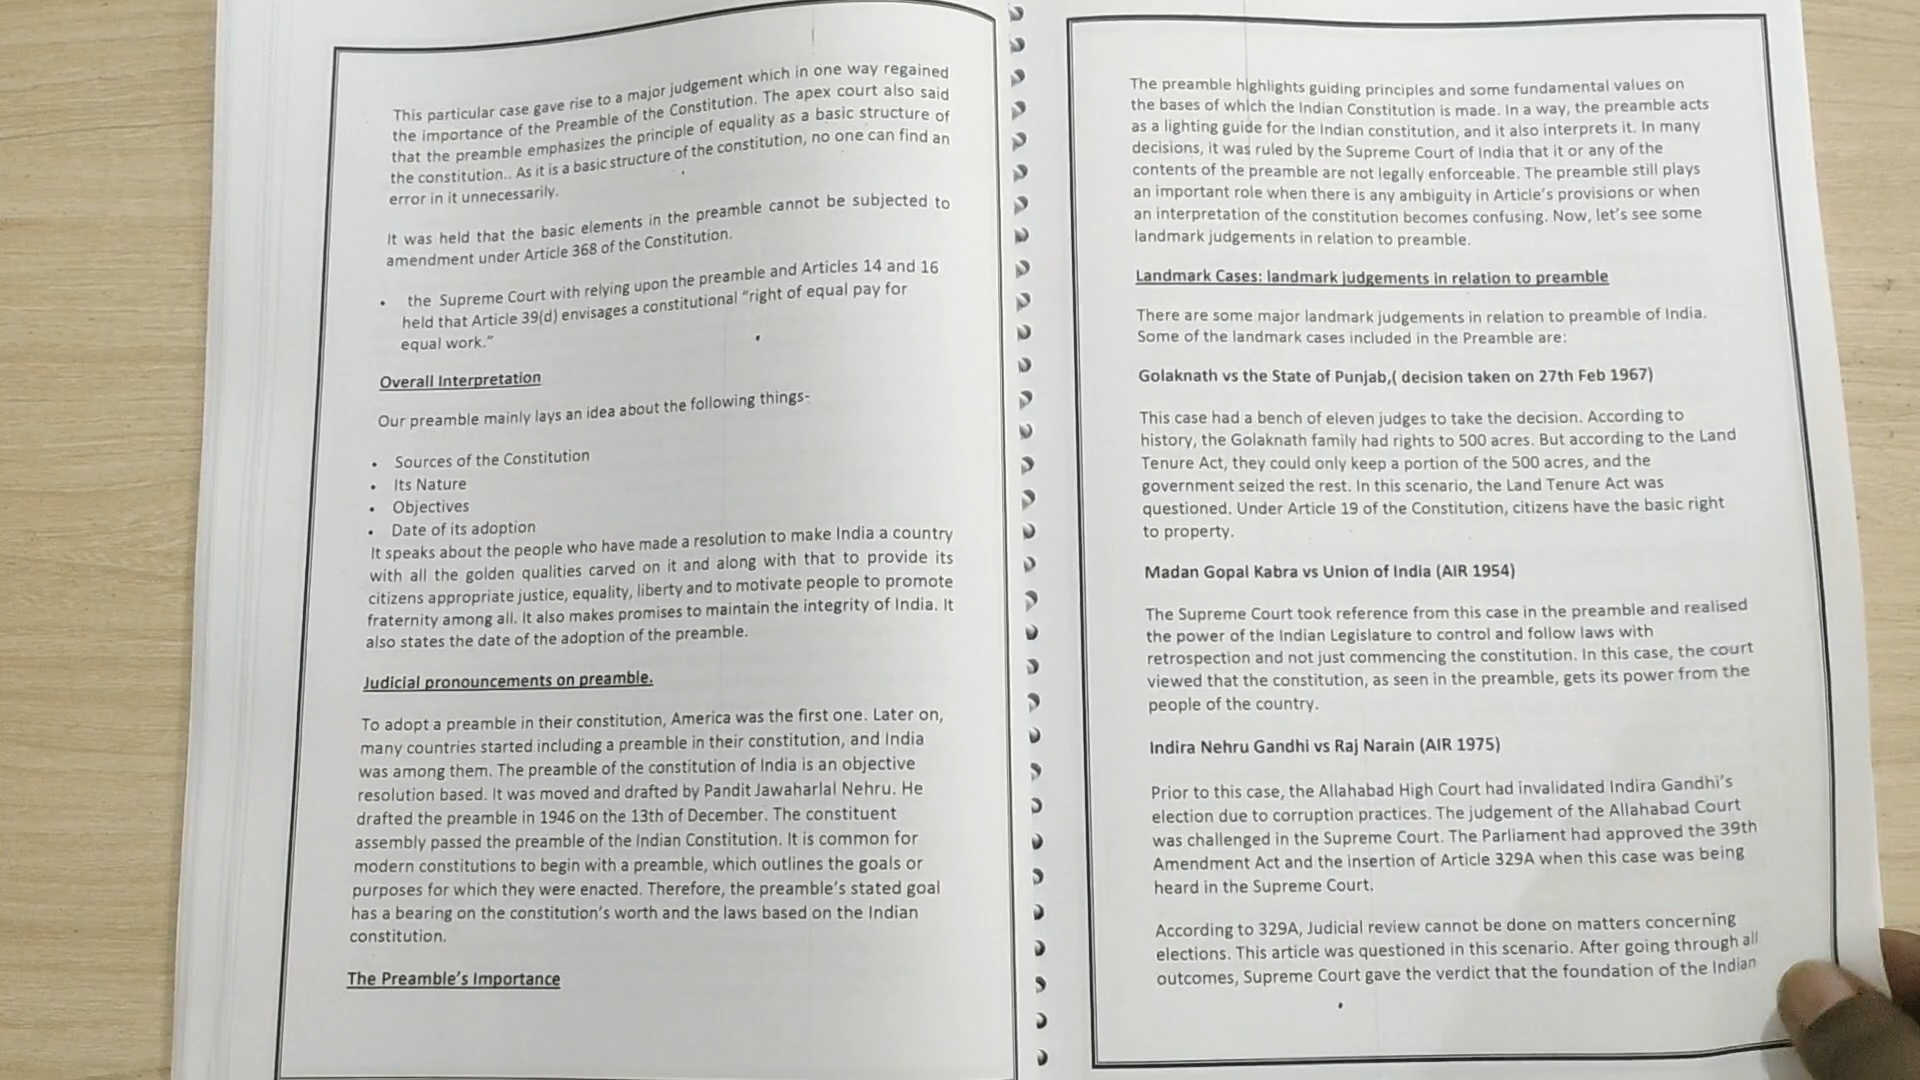 This particular case gave rise to a major judgement which in one way regained
the importance of the Preamble of the Constitution. The apex court also said
that the preamble emphasizes the principle of equality as a basic structure of
the constitution.. As it is a basic structure of the constitution, no one can find an
error in it unnecessarily.
It was held that the basic elements in the preamble cannot be subjected to
amendment under Article 368 of the Constitution.
• the Supreme Court with relying upon the preamble and Articles 14 and 16
held that Article 39(d) envisages a constitutional "right of equal pay for
equal work."
Overall Interpretation
Our preamble mainly lays an idea about the following things-
• Sources of the Constitution
• Its Nature
• Objectives
• Date of its adoption
It speaks about the people who have made a resolution to make India a country
with all the golden qualities carved on it and along with that to provide its
citizens appropriate justice, equality, liberty and to motivate people to promote
fraternity among all. It also makes promises to maintain the integrity of India. It
also states the date of the adoption of the preamble.
Judicial pronouncements on preamble.
To adopt a preamble in their constitution, America was the first one. Later on,
many countries started including a preamble in their constitution, and India
was among them. The preamble of the constitution of India is an objective
resolution based. It was moved and drafted by Pandit Jawaharlal Nehru. He
drafted the preamble in 1946 on the 13th of December. The constituent
assembly passed the preamble of the Indian Constitution. It is common for
modern constitutions to begin with a preamble, which outlines the goals or
purposes for which they were enacted. Therefore, the preamble's stated goal
has a bearing on the constitution's worth and the laws based on the Indian
constitution.
The Preamble's Importance
The preamble highlights guiding principles and some fundamental values on
the bases of which the Indian Constitution is made. In a way, the preamble acts
as a lighting guide for the Indian constitution, and it also interprets it. In many
decisions, it was ruled by the Supreme Court of India that it or any of the
contents of the preamble are not legally enforceable. The preamble still plays
an important role when there is any ambiguity in Article's provisions or when
an interpretation of the constitution becomes confusing. Now, let's see some
landmark judgements in relation to preamble.
Landmark Cases: landmark judgements in relation to preamble
There are some major landmark judgements in relation to preamble of India.
Some of the landmark cases included in the Preamble are:
Golaknath vs the State of Punjab,( decision taken on 27th Feb 1967)
This case had a bench of eleven judges to take the decision. According to
history, the Golaknath family had rights to 500 acres. But according to the Land
Tenure Act, they could only keep a portion of the 500 acres, and the
government seized the rest. In this scenario, the Land Tenure Act was
questioned. Under Article 19 of the Constitution, citizens have the basic right
to property.
Madan Gopal Kabra vs Union of India (AIR 1954)
The Supreme Court took reference from this case in the preamble and realised
the power of the Indian Legislature to control and follow laws with
retrospection and not just commencing the constitution. In this case, the court
viewed that the constitution, as seen in the preamble, gets its power from the
people of the country.
Indira Nehru Gandhi vs Raj Narain (AIR 1975)
Prior to this case, the Allahabad High Court had invalidated Indira Gandhi's
election due to corruption practices. The judgement of the Allahabad Court
was challenged in the Supreme Court. The Parliament had approved the 39th
Amendment Act and the insertion of Article 329A when this case was being
heard in the Supreme Court.
According to 329A, Judicial review cannot be done on matters concerning
elections. This article was questioned in this scenario. After going through all
outcomes, Supreme Court gave the verdict that the foundation of the Indian